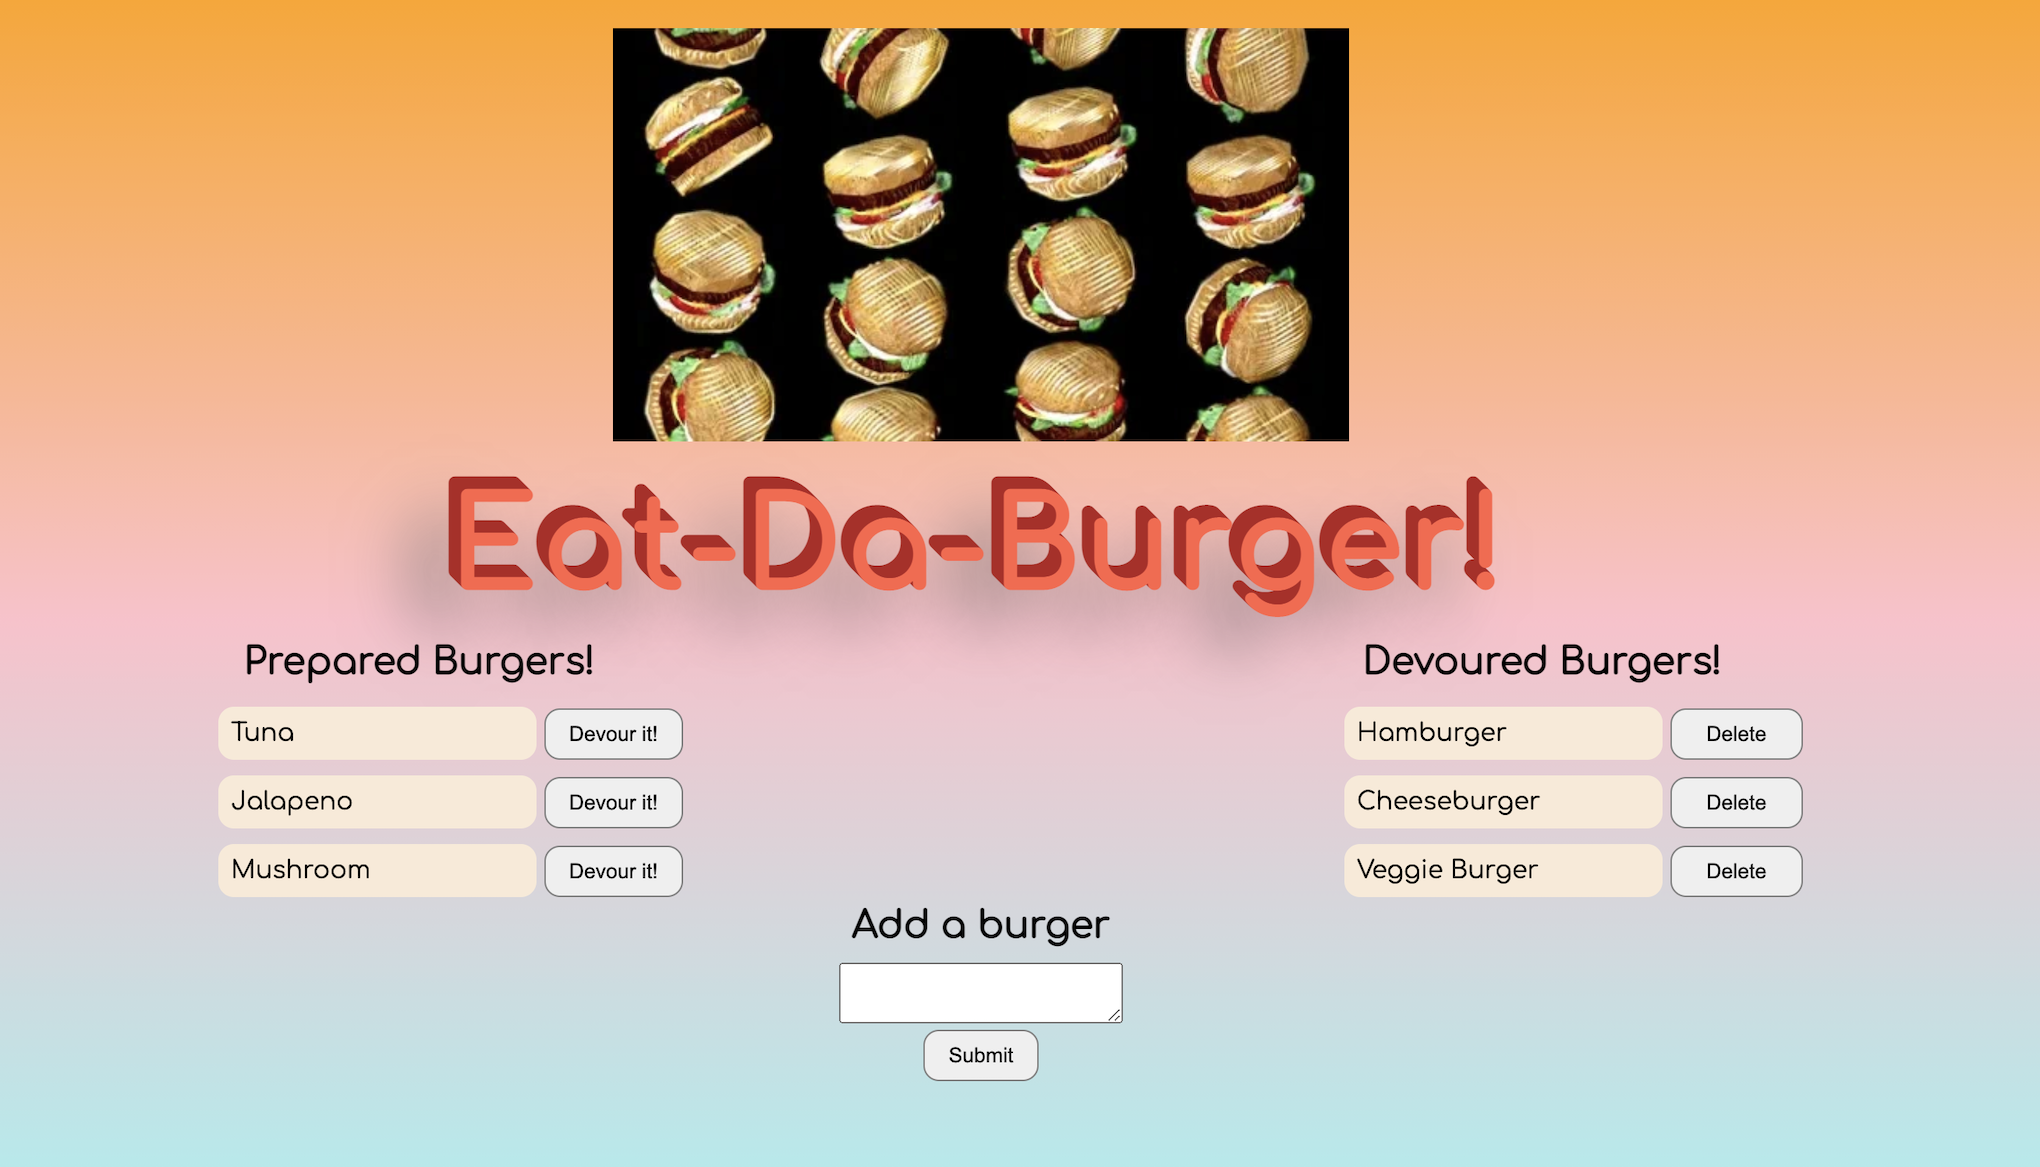 Eat-Da-Burger!
Prepared Burgers!
Tuna Devour it!
Jalapeno Devour it!
Mushroom Devour it!
Devoured Burgers!
Hamburger Delete
Cheeseburger Delete
Veggie Burger Delete
Add a burger
Submit